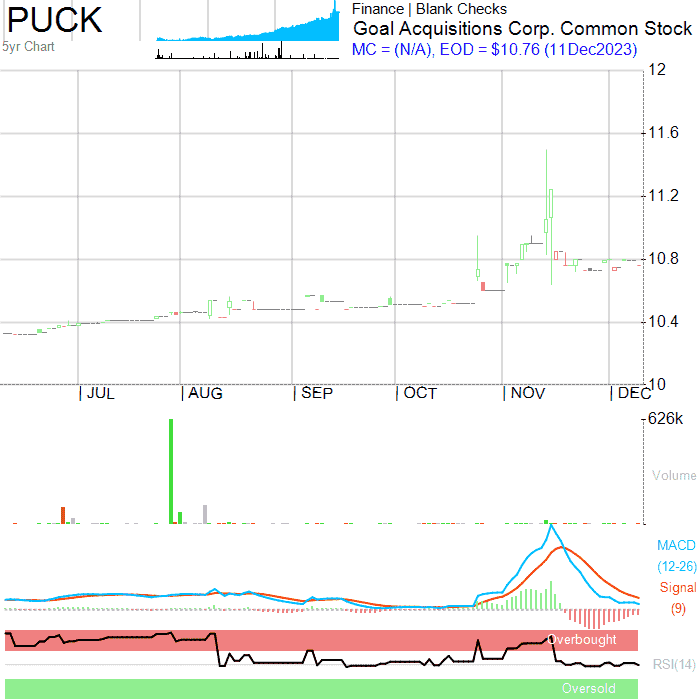 PUCK
5yr Chart
Finance | Blank Checks
Goal Acquisitions Corp. Common Stock
MC = (N/A), EOD = $10.76 (11Dec2023)
12
11.6
11.2
10.8
10.4
10
JUL
AUG
SEP
OCT
NOV
DEC
626k
Volume
MACD
(12-26)
Signal
(9)
Overbought
RSI(14)
Oversold